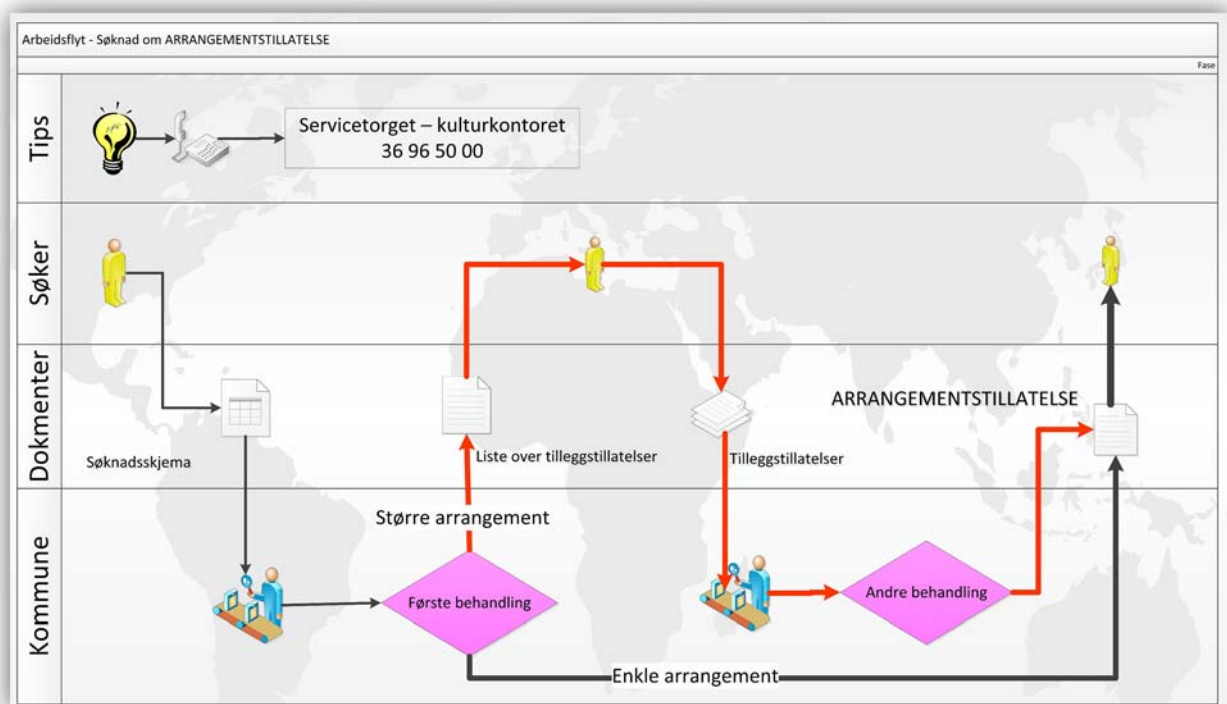 Arbeidsflyt - Søknad om ARRANGEMENTSTILLATELSE
Fase
Tips
Servicetorget – kulturkontoret
36 96 50 00
Søker
Dokmenter
Søknadsskjema
Liste over tilleggstillatelser
Tilleggstillatelser
ARRANGEMENTSTILLATELSE
Kommune
Større arrangement
Første behandling
Andre behandling
Enkle arrangement